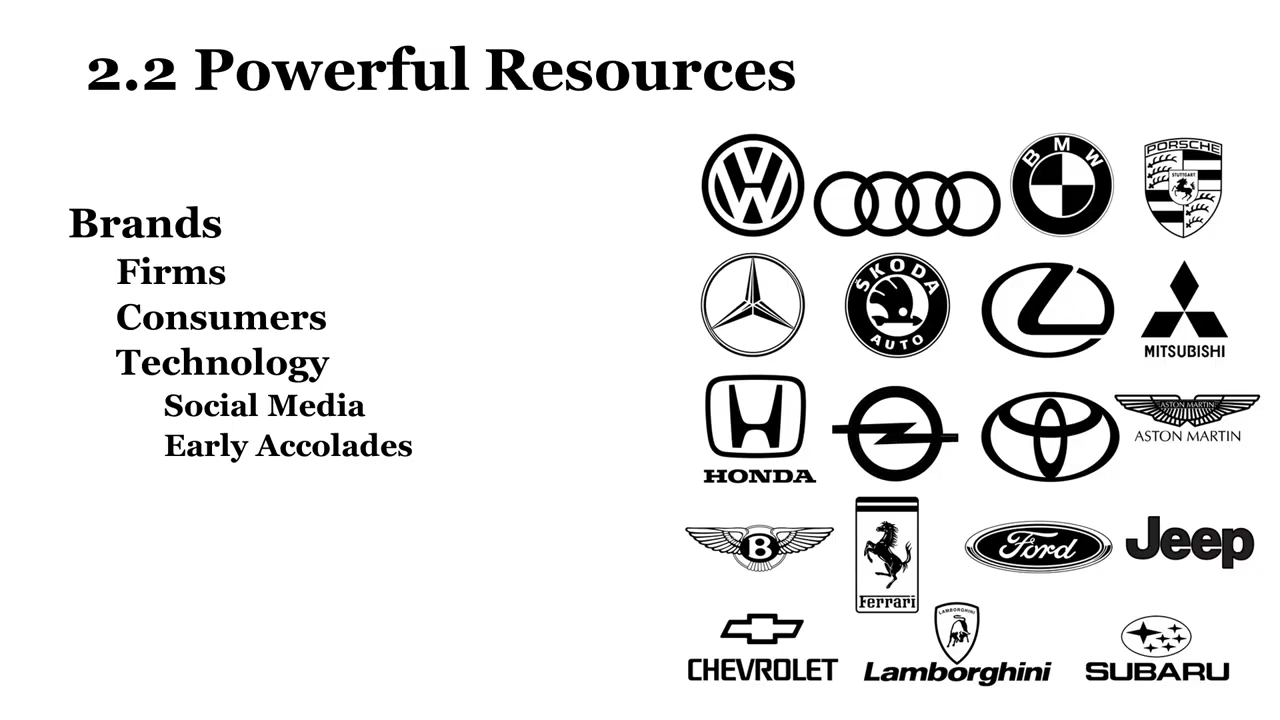 2.2 Powerful Resources
Brands
Firms
Consumers
Technology
Social Media
Early Accolades
BMW
PORSCHE
STUTTGART
ŠKODA
AUTO
MITSUBISHI
HONDA
ASTON MARTIN
ASTON MARTIN
B
Ferrari
Ford
Jeep
CHEVROLET
LAMBORGHINI
Lamborghini
SUBARU